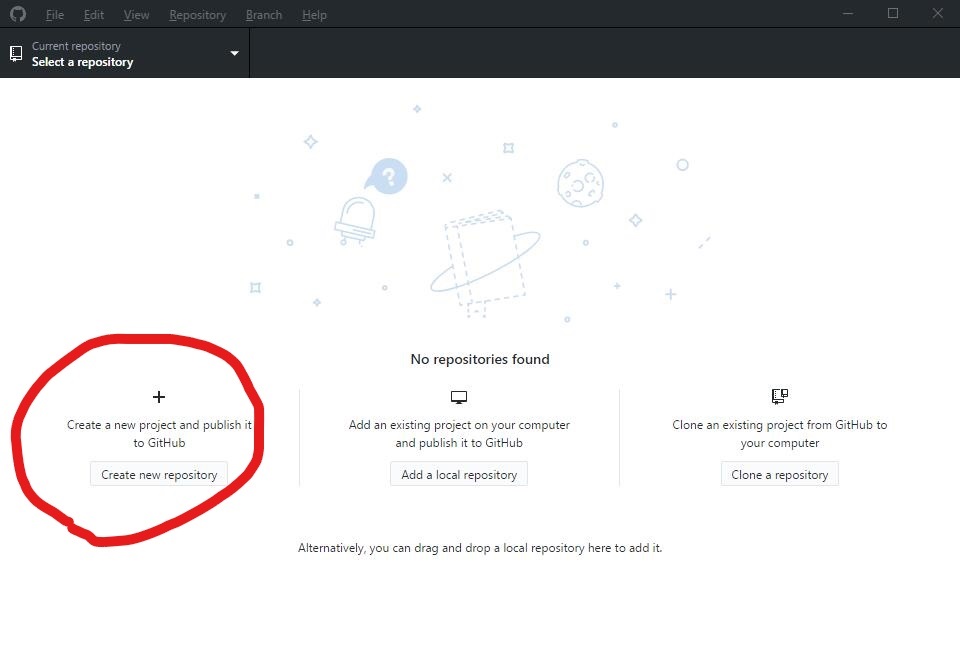 File Edit View Repository Branch Help
Current repository
Select a repository
?
No repositories found
Create a new project and publish it
to GitHub
Create new repository
Add an existing project on your computer
and publish it to GitHub
Add a local repository
Clone an existing project from GitHub to
your computer
Clone a repository
Alternatively, you can drag and drop a local repository here to add it.